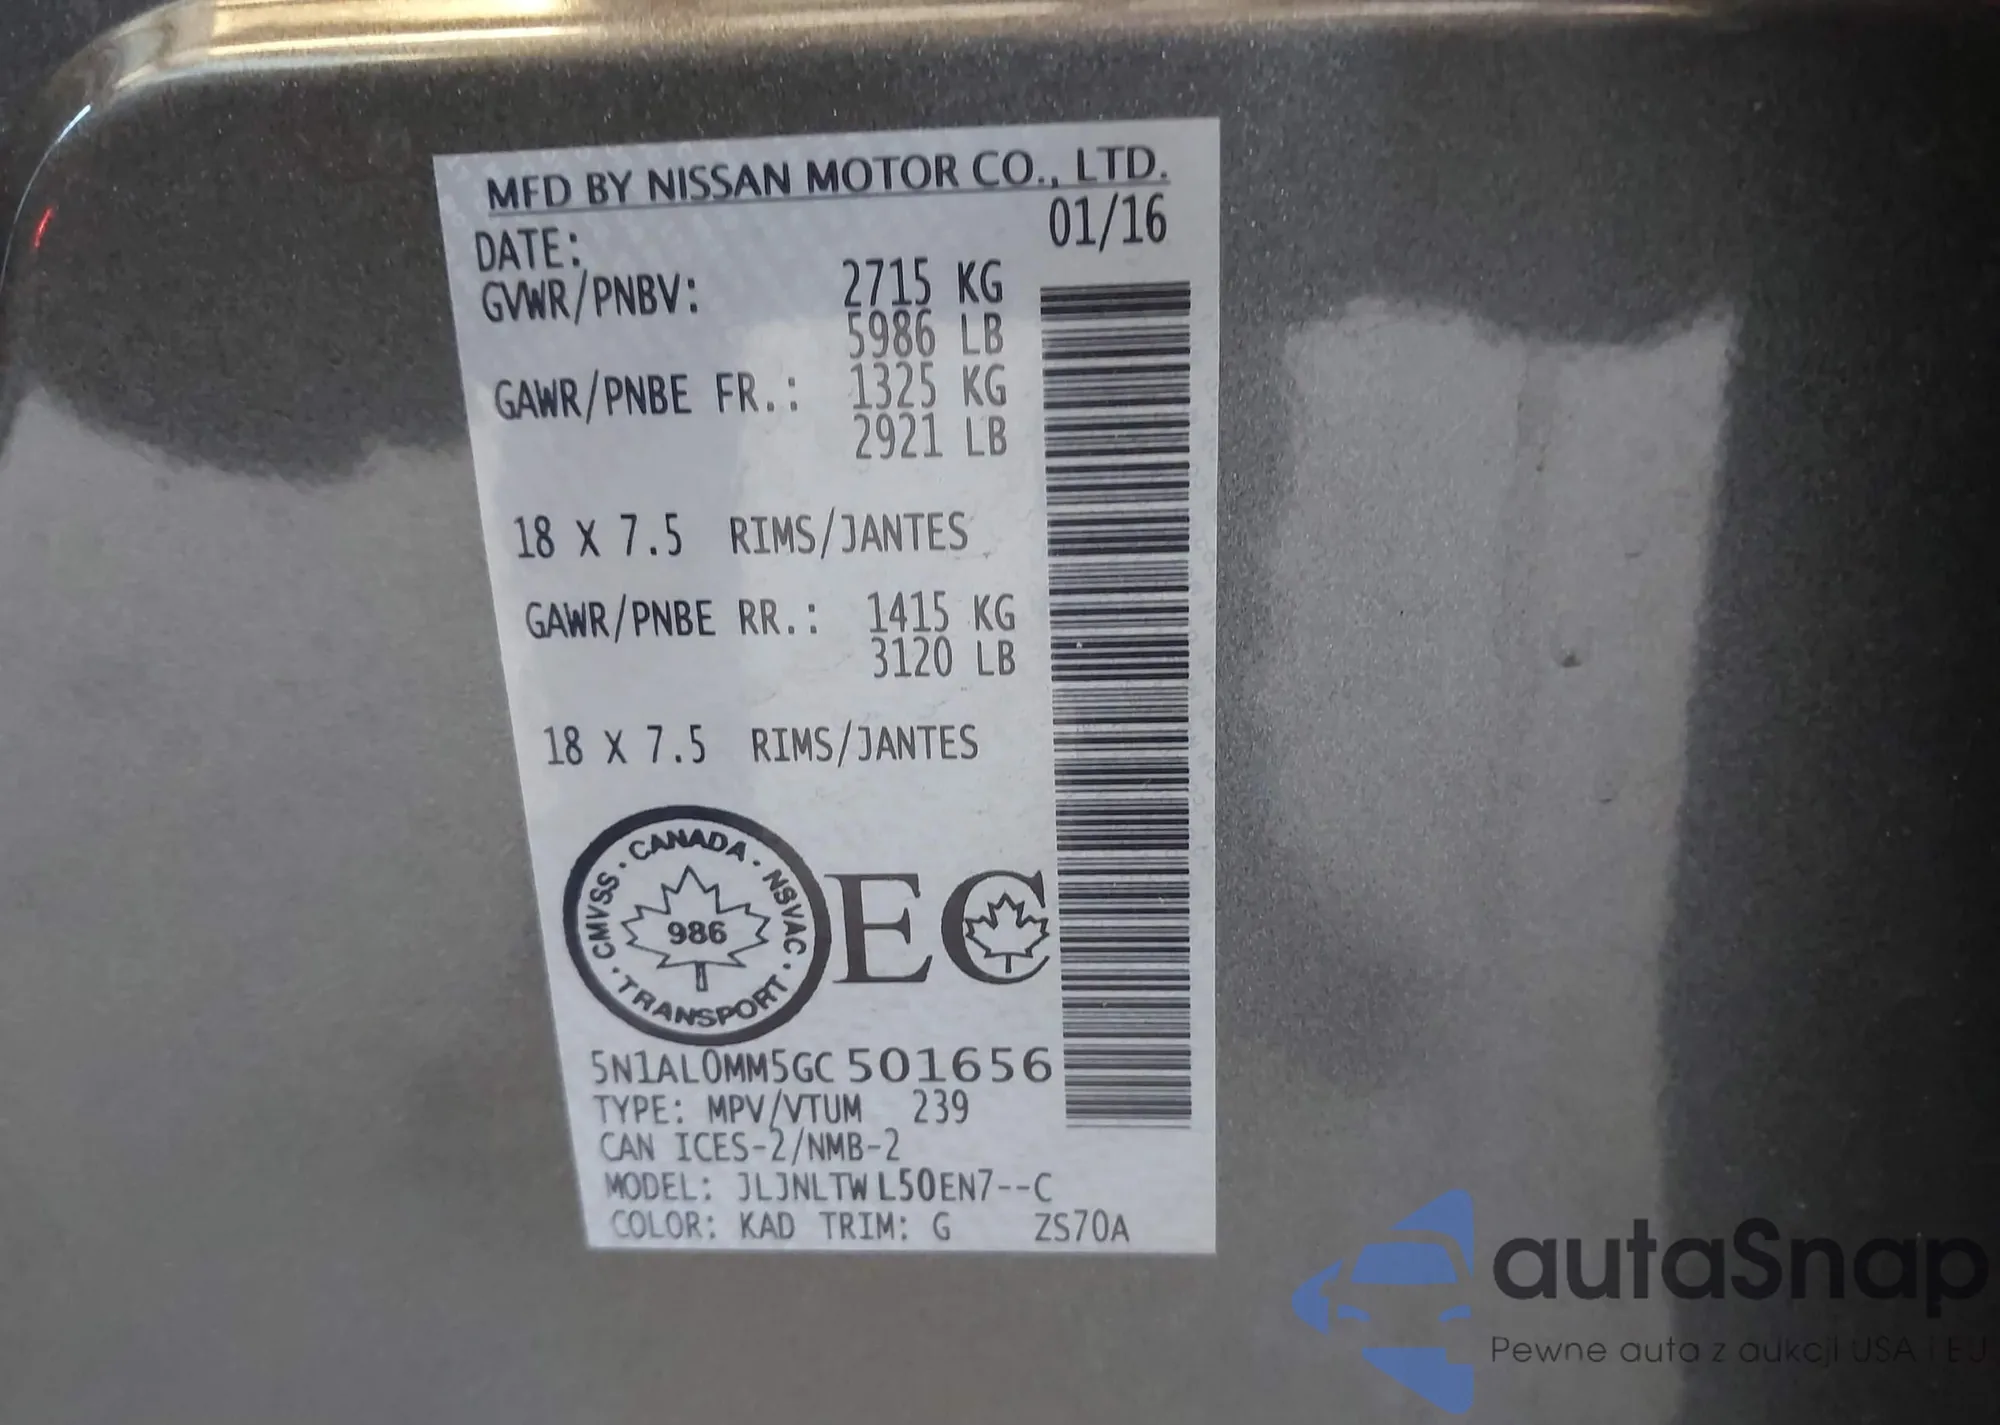 MFD BY NISSAN MOTOR CO., LTD.
DATE: 01/16
GVWR/PNBV: 2715 KG
5986 LB
GAWR/PNBE FR.: 1325 KG
2921 LB
18 X 7.5 RIMS/JANTES
GAWR/PNBE RR.: 1415 KG
3120 LB
18 X 7.5 RIMS/JANTES
CANADA · NSVAC · TRANSPORT · CMVSS ·
986
EC
5N1AL0MM5GC501656
TYPE: MPV/VTUM 239
CAN ICES-2/NMB-2
MODEL: JLJNLTW L50EN7--C
COLOR: KAD TRIM: G ZS70A
autaSnap
Pewne auta z aukcji USA i EU